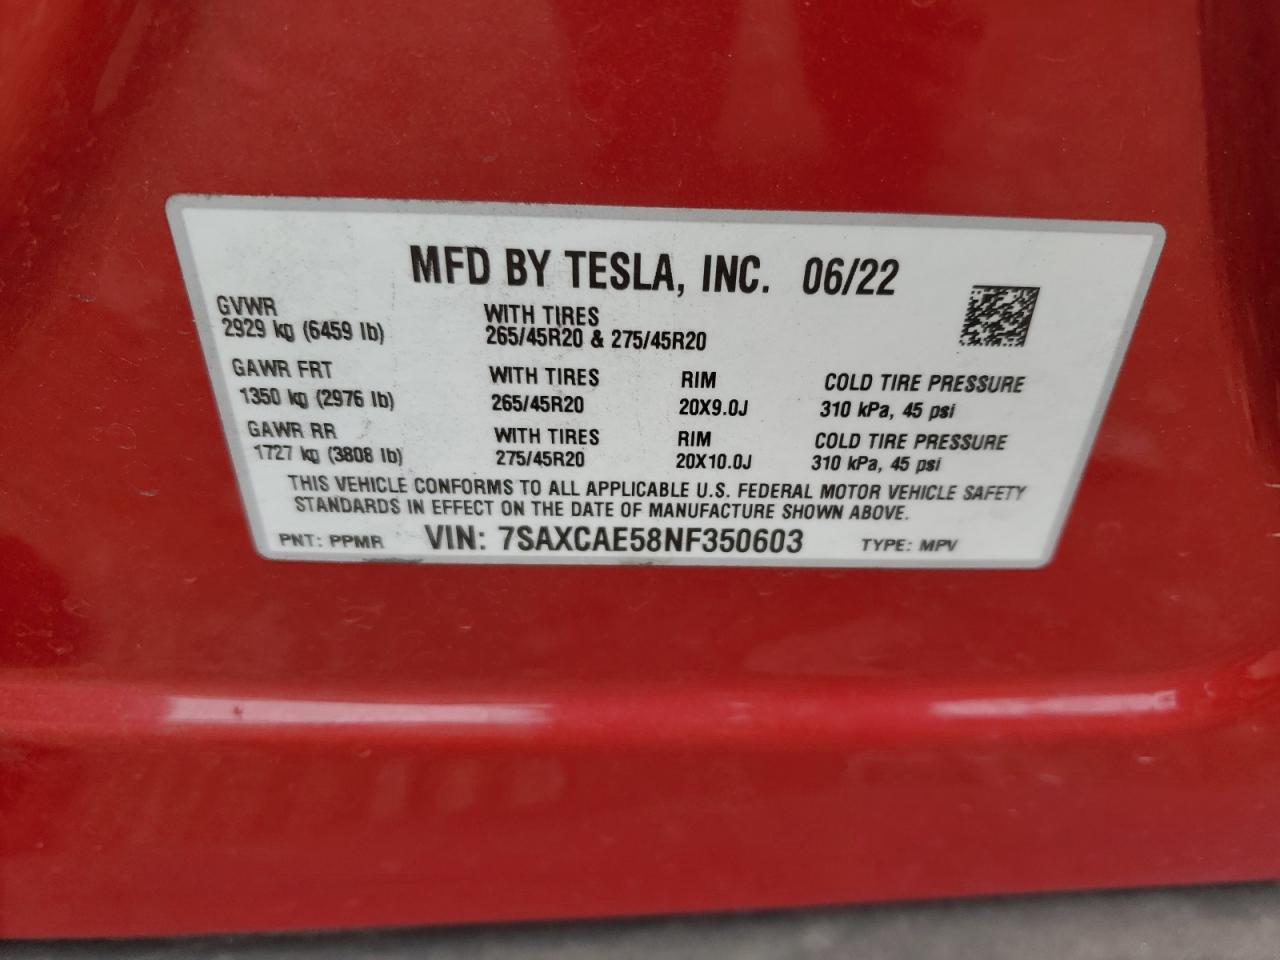 MFD BY TESLA, INC. 06/22
GVWR
2929 kg (6459 lb)
WITH TIRES
265/45R20 & 275/45R20
GAWR FRT
1350 kg (2976 lb)
WITH TIRES
265/45R20
RIM
20X9.0J
COLD TIRE PRESSURE
310 kPa, 45 psi
GAWR RR
1727 kg (3808 lb)
WITH TIRES
275/45R20
RIM
20X10.0J
COLD TIRE PRESSURE
310 kPa, 45 psi
THIS VEHICLE CONFORMS TO ALL APPLICABLE U.S. FEDERAL MOTOR VEHICLE SAFETY
STANDARDS IN EFFECT ON THE DATE OF MANUFACTURE SHOWN ABOVE.
PNT: PPMR VIN: 7SAXCAE58NF350603 TYPE: MPV